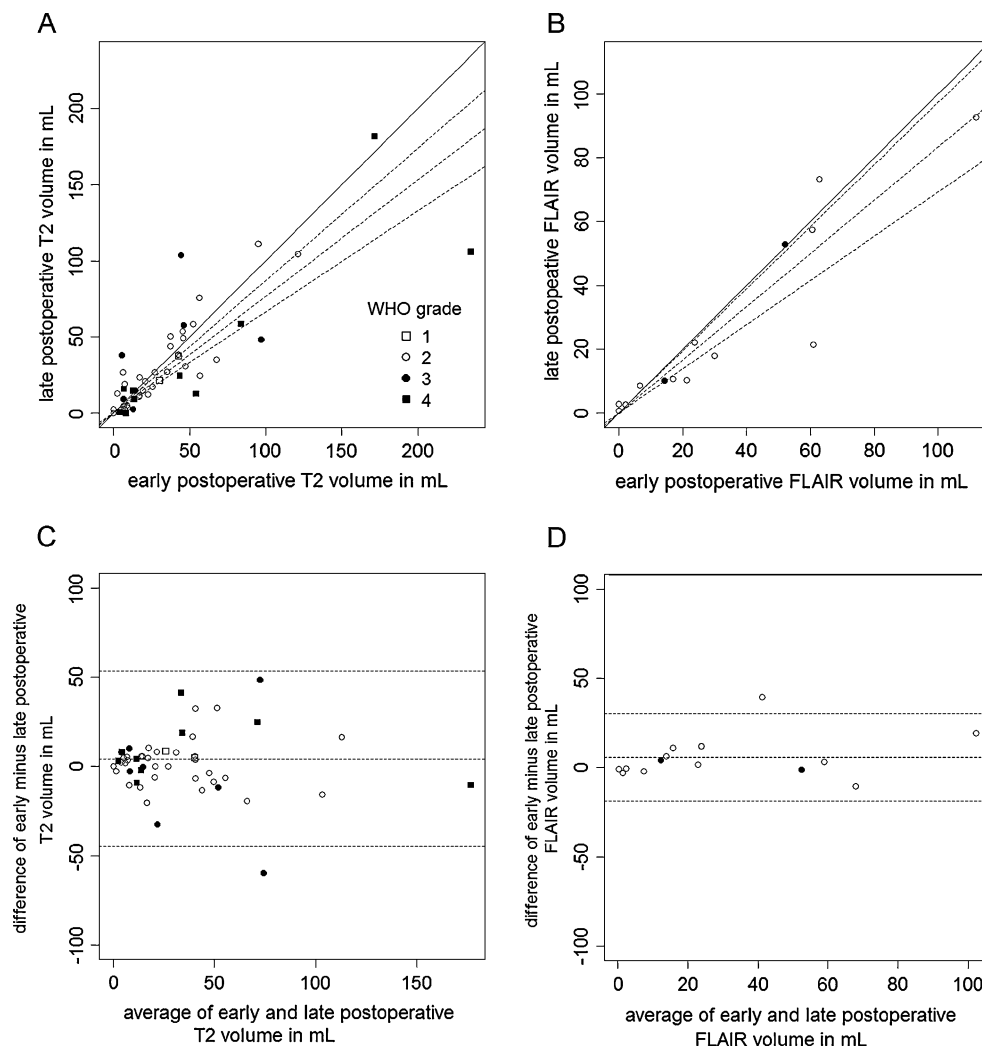 A
late postoperative T2 volume in mL
200
150
100
50
0
WHO grade
1
2
3
4
0 50 100 150 200
early postoperative T2 volume in mL
B
late postopeative FLAIR volume in mL
100
80
60
40
20
0
0 20 40 60 80 100
early postoperative FLAIR volume in mL
C
difference of early minus late postoperative
T2 volume in mL
100
50
0
-50
-100
0 50 100 150
average of early and late postoperative
T2 volume in mL
D
difference of early minus late postoperative
FLAIR volume in mL
100
50
0
-50
-100
0 20 40 60 80 100
average of early and late postoperative
FLAIR volume in mL